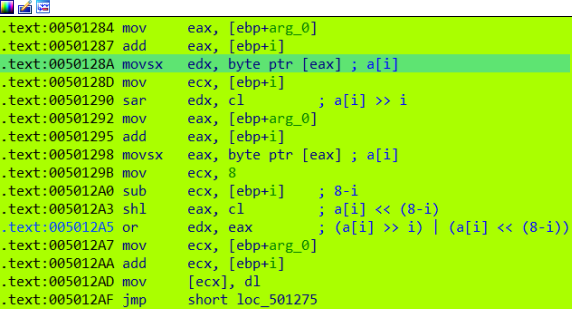 .text:00501284 mov eax, [ebp+arg_0]
.text:00501287 add eax, [ebp+i]
.text:0050128A movsx edx, byte ptr [eax] ; a[i]
.text:0050128D mov ecx, [ebp+i]
.text:00501290 sar edx, cl ; a[i] >> i
.text:00501292 mov eax, [ebp+arg_0]
.text:00501295 add eax, [ebp+i]
.text:00501298 movsx eax, byte ptr [eax] ; a[i]
.text:0050129B mov ecx, 8
.text:005012A0 sub ecx, [ebp+i] ; 8-i
.text:005012A3 shl eax, cl ; a[i] << (8-i)
.text:005012A5 or edx, eax ; (a[i] >> i) | (a[i] << (8-i))
.text:005012A7 mov ecx, [ebp+arg_0]
.text:005012AA add ecx, [ebp+i]
.text:005012AD mov [ecx], dl
.text:005012AF jmp short loc_501275